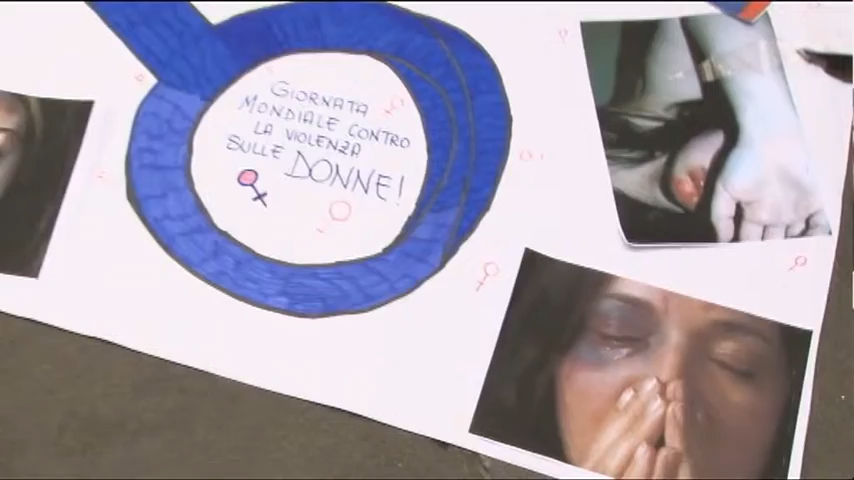 GIORNATA
MONDIALE CONTRO
LA VIOLENZA
SULLE DONNE!